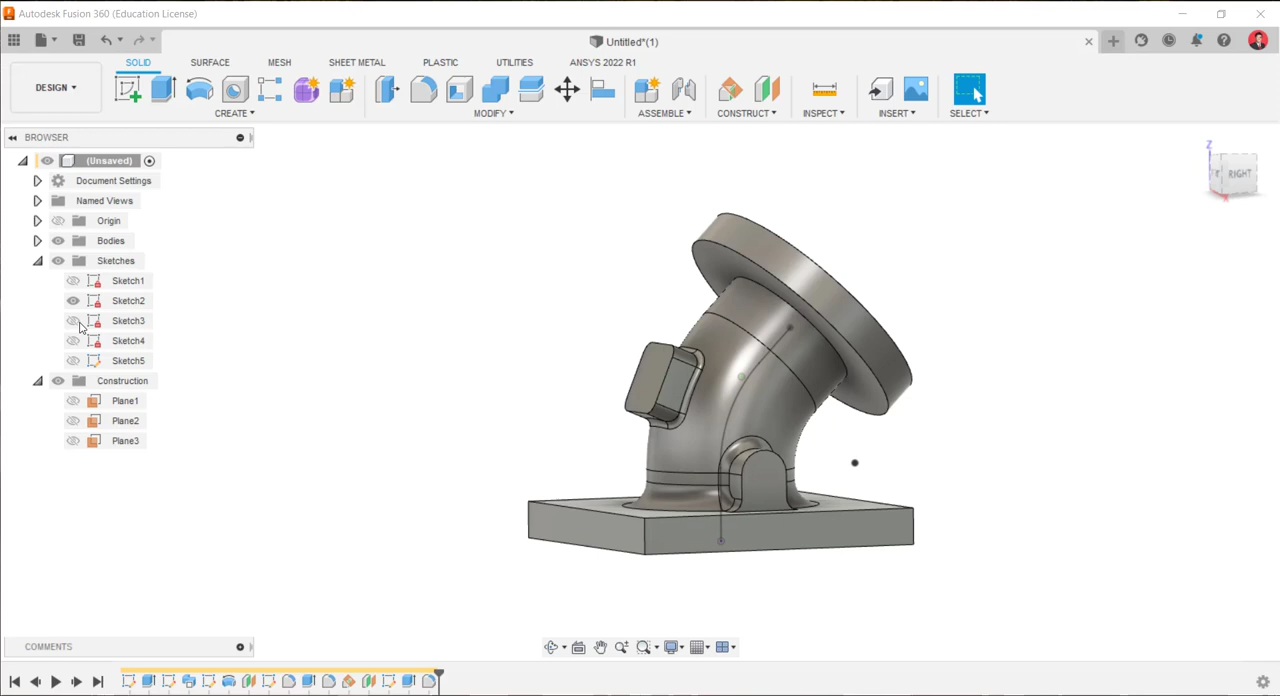 Autodesk Fusion 360 (Education License)
Untitled*(1)
SOLID SURFACE MESH SHEET METAL PLASTIC UTILITIES ANSYS 2022 R1
DESIGN
CREATE MODIFY ASSEMBLE CONSTRUCT INSPECT INSERT SELECT
BROWSER
(Unsaved)
Document Settings
Named Views
Origin
Bodies
Sketches
Sketch1
Sketch2
Sketch3
Sketch4
Sketch5
Construction
Plane1
Plane2
Plane3
Z
RIGHT
X
COMMENTS